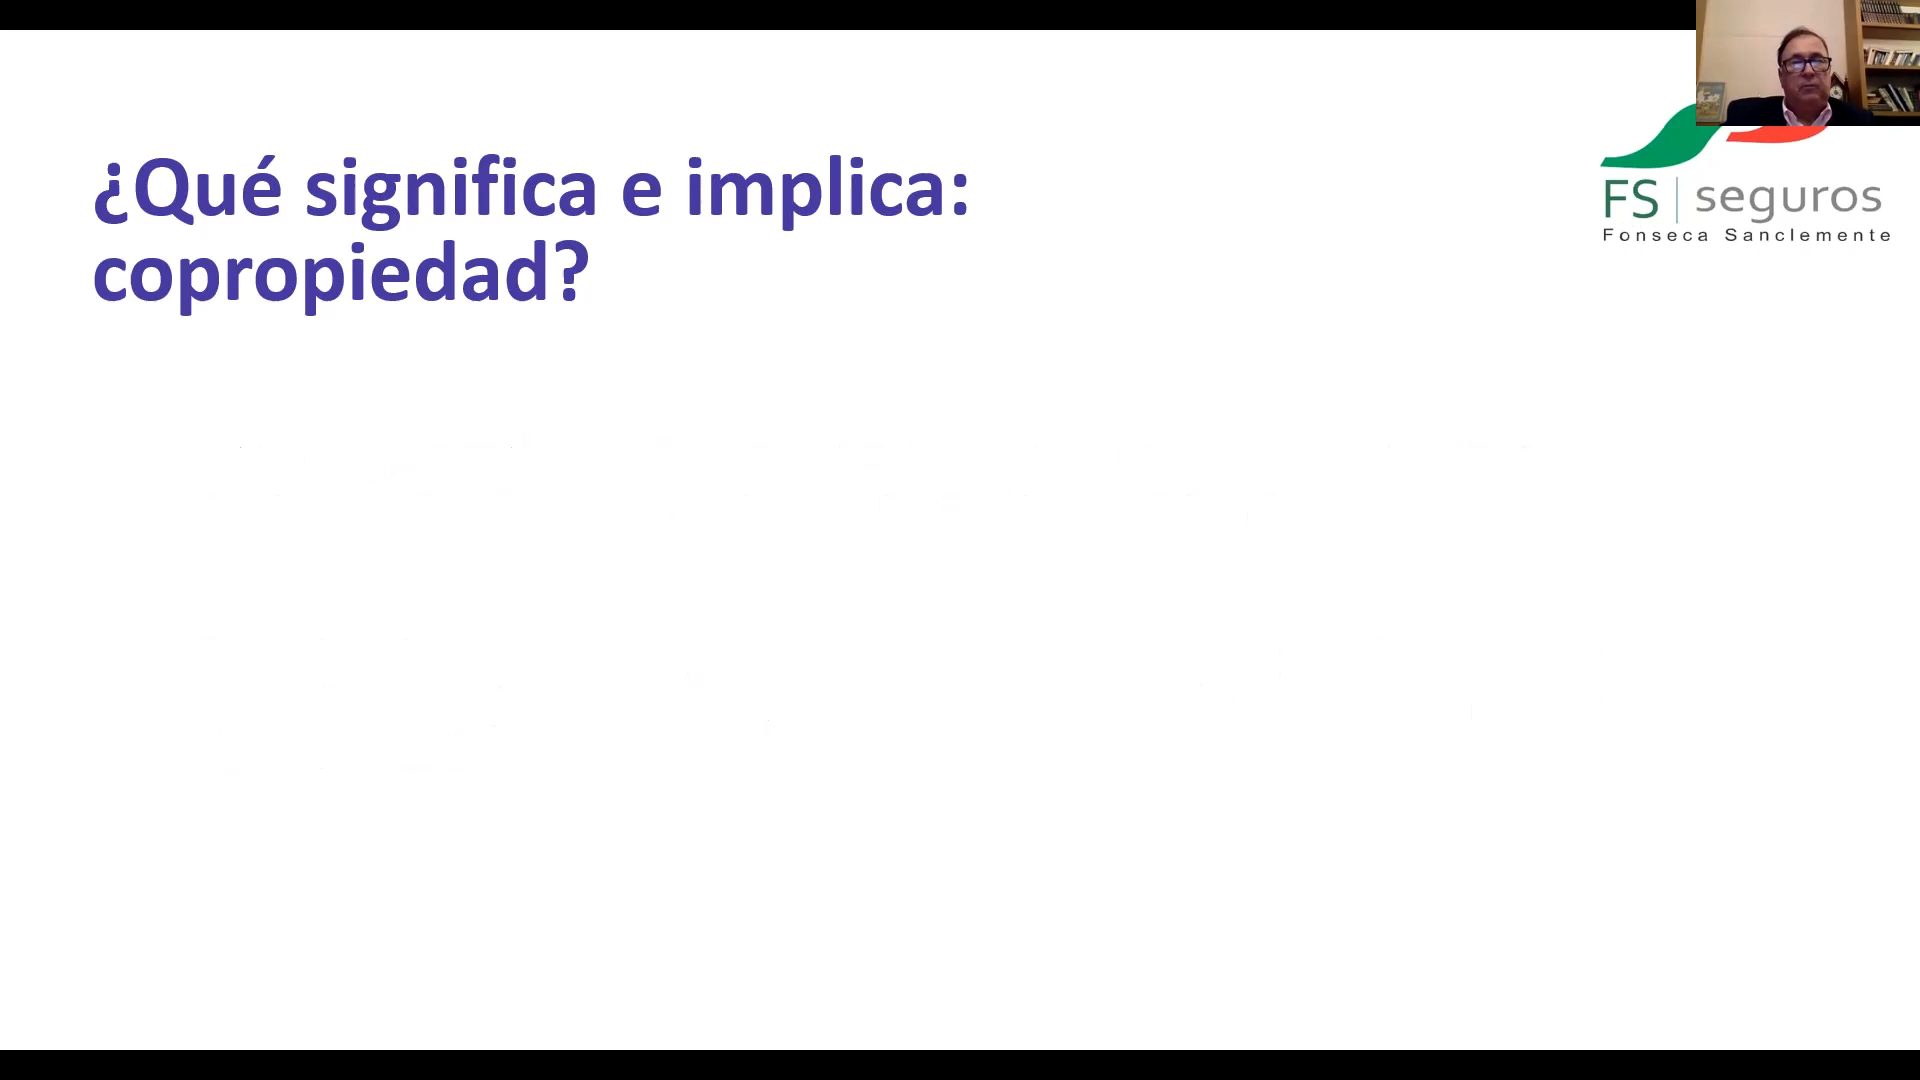 ¿Qué significa e implica:
copropiedad?
FS | seguros
Fonseca Sanclemente